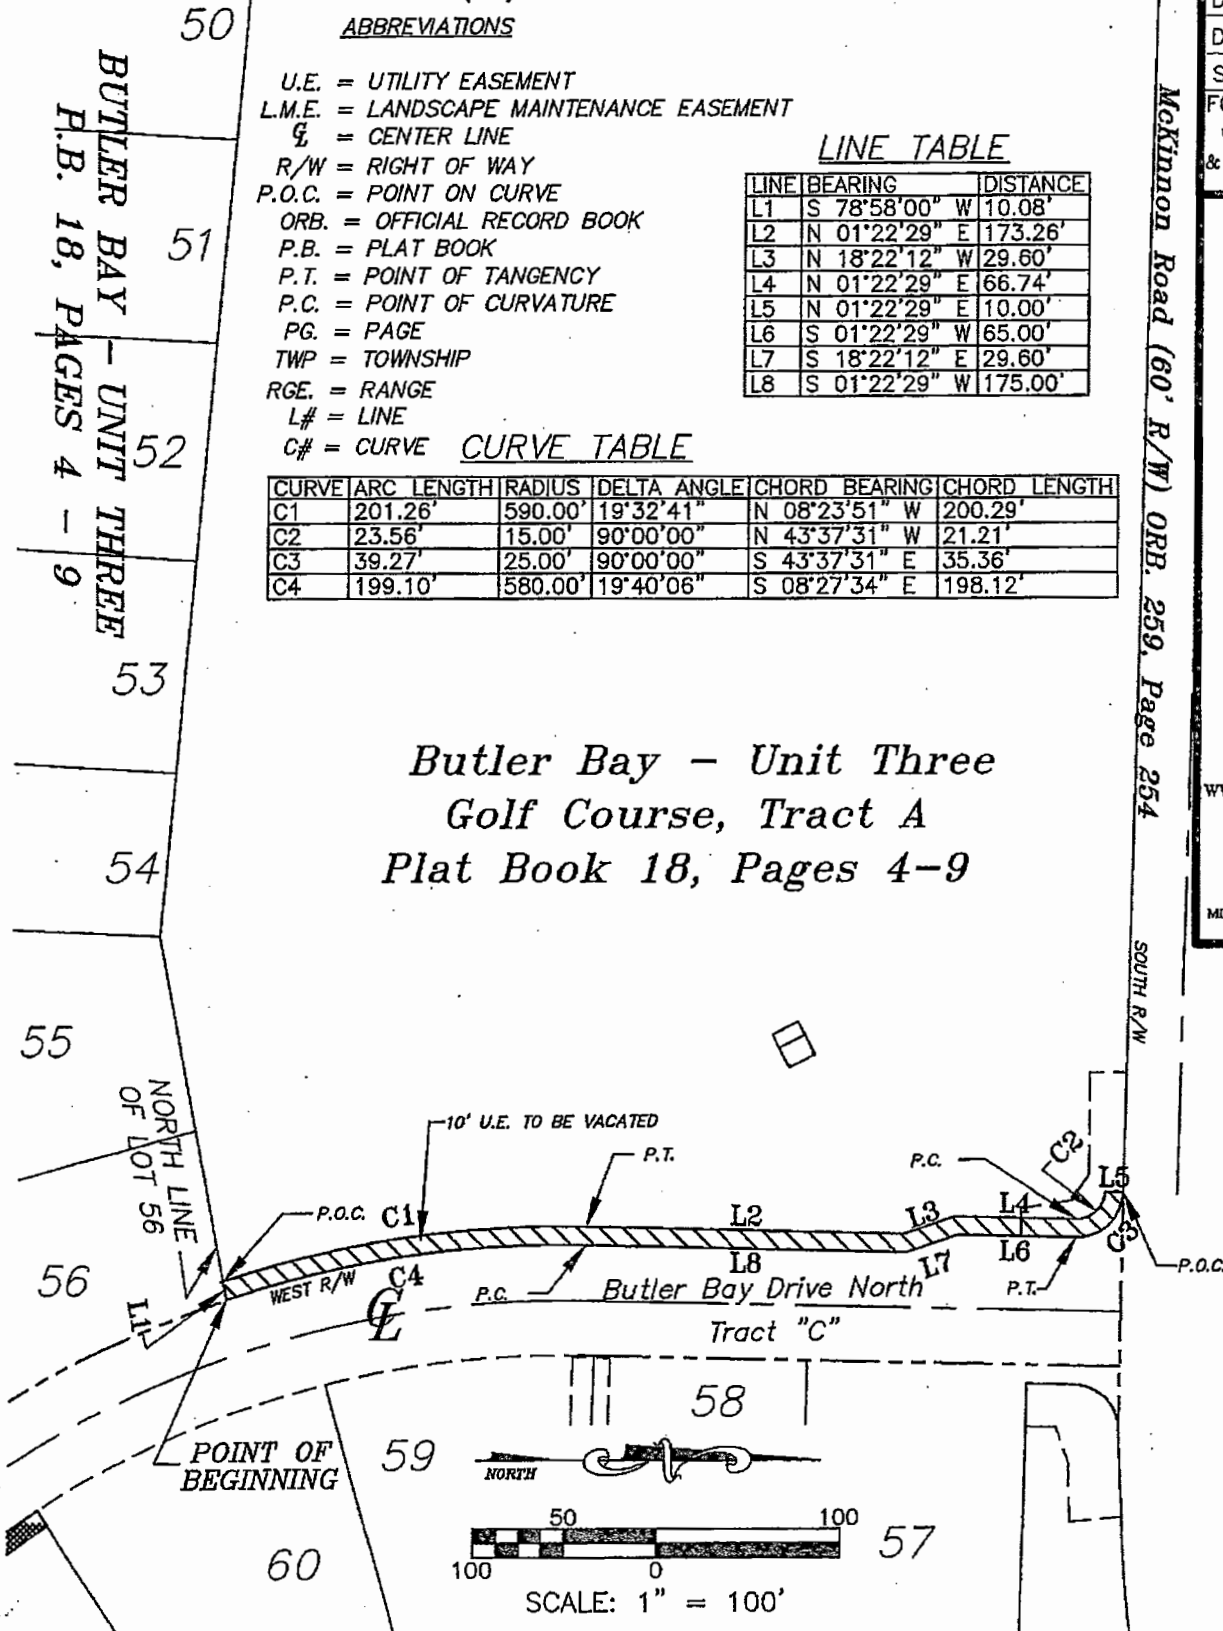 ABBREVIATIONS
U.E. = UTILITY EASEMENT
L.M.E. = LANDSCAPE MAINTENANCE EASEMENT
℄ = CENTER LINE
R/W = RIGHT OF WAY
P.O.C. = POINT ON CURVE
ORB. = OFFICIAL RECORD BOOK
P.B. = PLAT BOOK
P.T. = POINT OF TANGENCY
P.C. = POINT OF CURVATURE
PG. = PAGE
TWP = TOWNSHIP
RGE. = RANGE
L# = LINE
C# = CURVE
LINE TABLE
LINE BEARING DISTANCE
L1 S 78°58'00" W 10.08'
L2 N 01°22'29" E 173.26'
L3 N 18°22'12" W 29.60'
L4 N 01°22'29" E 66.74'
L5 N 01°22'29" E 10.00'
L6 S 01°22'29" W 65.00'
L7 S 18°22'12" E 29.60'
L8 S 01°22'29" W 175.00'
CURVE TABLE
CURVE ARC LENGTH RADIUS DELTA ANGLE CHORD BEARING CHORD LENGTH
C1 201.26' 590.00' 19°32'41" N 08°23'51" W 200.29'
C2 23.56' 15.00' 90°00'00" N 43°37'31" W 21.21'
C3 39.27' 25.00' 90°00'00" S 43°37'31" E 35.36'
C4 199.10' 580.00' 19°40'06" S 08°27'34" E 198.12'
50
51
52
53
54
55
56
BUTLER BAY - UNIT THREE
P.B. 18, PAGES 4 - 9
McKinnon Road (60' R/W) ORB. 259, Page 254
SOUTH R/W
Butler Bay - Unit Three
Golf Course, Tract A
Plat Book 18, Pages 4-9
NORTH LINE
OF LOT 56
10' U.E. TO BE VACATED
P.T.
P.C.
C2
L5
P.O.C.
C1
L2
L3
L4
C3
WEST R/W
C4
L8
L7
L6
P.O.C.
L1
℄
P.C.
Butler Bay Drive North
P.T.
Tract "C"
POINT OF
BEGINNING
59
58
57
60
NORTH
50 100
100 0
SCALE: 1" = 100'